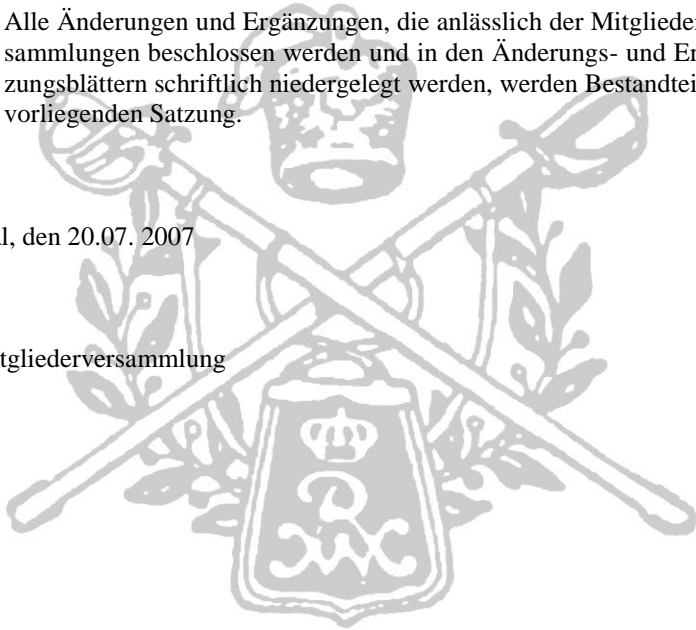 Alle Änderungen und Ergänzungen, die anlässlich der Mitglieder
sammlungen beschlossen werden und in den Änderungs- und Er
zungsblättern schriftlich niedergelegt werden, werden Bestandtei
vorliegenden Satzung.
l, den 20.07. 2007
tgliederversammlung